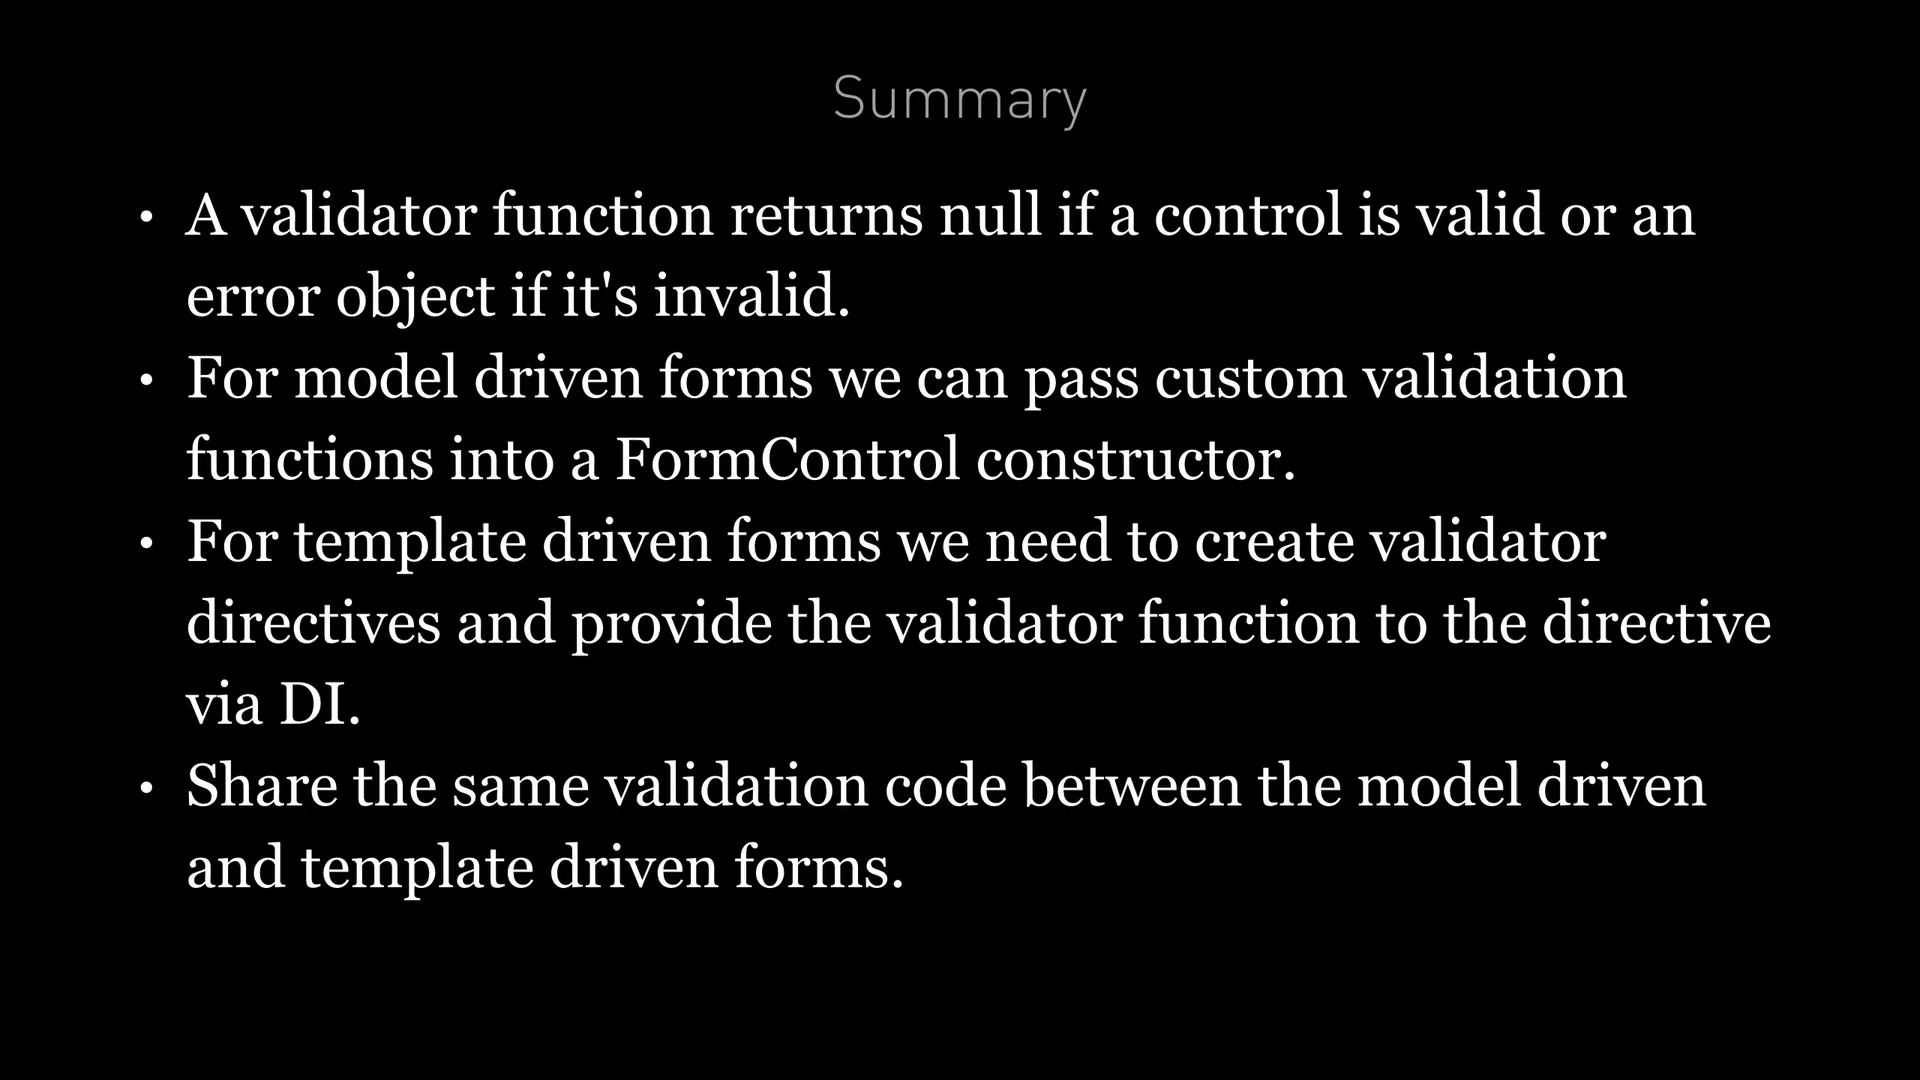 Summary
• A validator function returns null if a control is valid or an
error object if it's invalid.
• For model driven forms we can pass custom validation
functions into a FormControl constructor.
• For template driven forms we need to create validator
directives and provide the validator function to the directive
via DI.
• Share the same validation code between the model driven
and template driven forms.